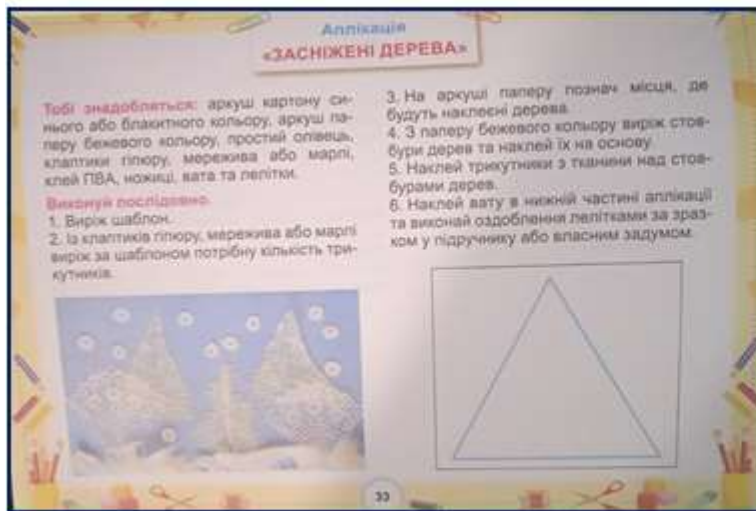 Аплікація
«ЗАСНІЖЕНІ ДЕРЕВА»
Тобі знадобляться: аркуш картону си-
нього або блакитного кольору, аркуш па-
перу бежевого кольору, простий олівець,
клаптики гіпюру, мережива або марлі,
клей ПВА, ножиці, вата та лелітки.
Виконуй послідовно.
1. Виріж шаблон.
2. Із клаптиків гіпюру, мережива або марлі
виріж за шаблоном потрібну кількість три-
кутників.
3. На аркуші паперу познач місця, де
будуть наклеєні дерева.
4. З паперу бежевого кольору виріж стов-
бури дерев та наклей їх на основу.
5. Наклей трикутники з тканини над стов-
бурами дерев.
6. Наклей вату в нижній частині аплікації
та виконай оздоблення лелітками за зраз-
ком у підручнику або власним задумом.
33